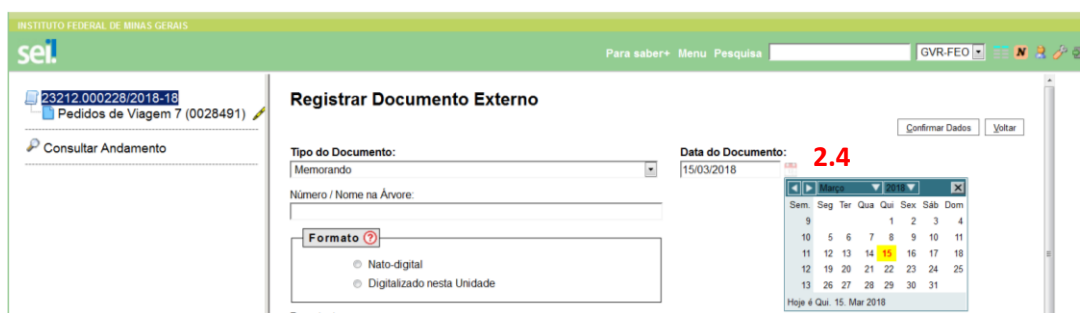 INSTITUTO FEDERAL DE MINAS GERAIS
sei!
Para saber+ Menu Pesquisa
GVR-FEO
N
23212.000228/2018-18
Pedidos de Viagem 7 (0028491)
Consultar Andamento
Registrar Documento Externo
Confirmar Dados Voltar
Tipo do Documento:
Memorando
Data do Documento:
15/03/2018
2.4
Número / Nome na Árvore:
Formato ?
Nato-digital
Digitalizado nesta Unidade
Março 2018 X
Sem. Seg Ter Qua Qui Sex Sáb Dom
9 1 2 3 4
10 5 6 7 8 9 10 11
11 12 13 14 15 16 17 18
12 19 20 21 22 23 24 25
13 26 27 28 29 30 31
Hoje é Qui. 15. Mar 2018